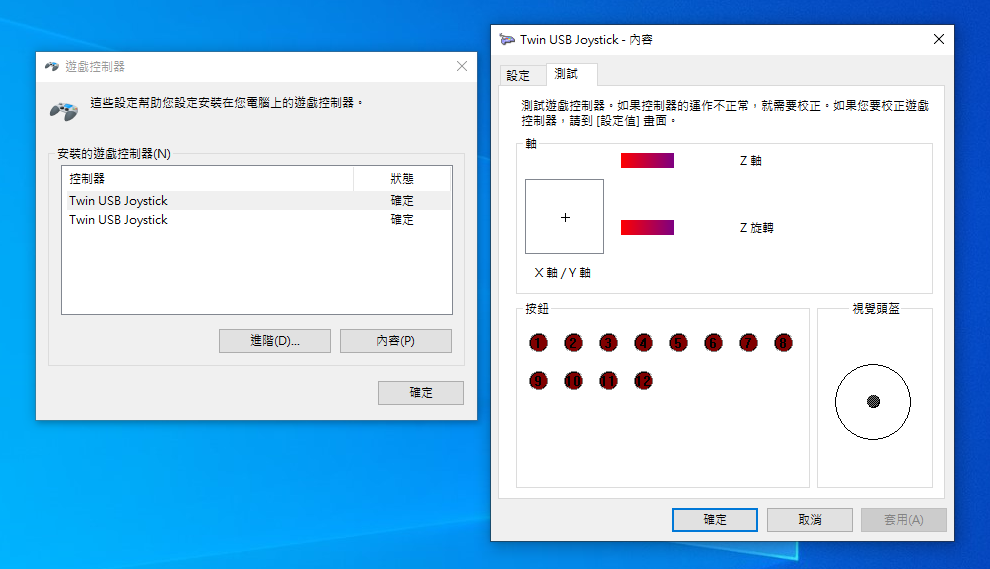 遊戲控制器
這些設定幫助您設定安裝在您電腦上的遊戲控制器。
安裝的遊戲控制器(N)
控制器 狀態
Twin USB Joystick 確定
Twin USB Joystick 確定
進階(D)... 內容(P)
確定
Twin USB Joystick - 內容
設定 測試
測試遊戲控制器。如果控制器的運作不正常，就需要校正。如果您要校正遊戲
控制器，請到 [設定值] 畫面。
軸
Z 軸
Z 旋轉
X 軸 / Y 軸
按鈕
1 2 3 4 5 6 7 8
9 10 11 12
視覺頭盔
確定 取消 套用(A)